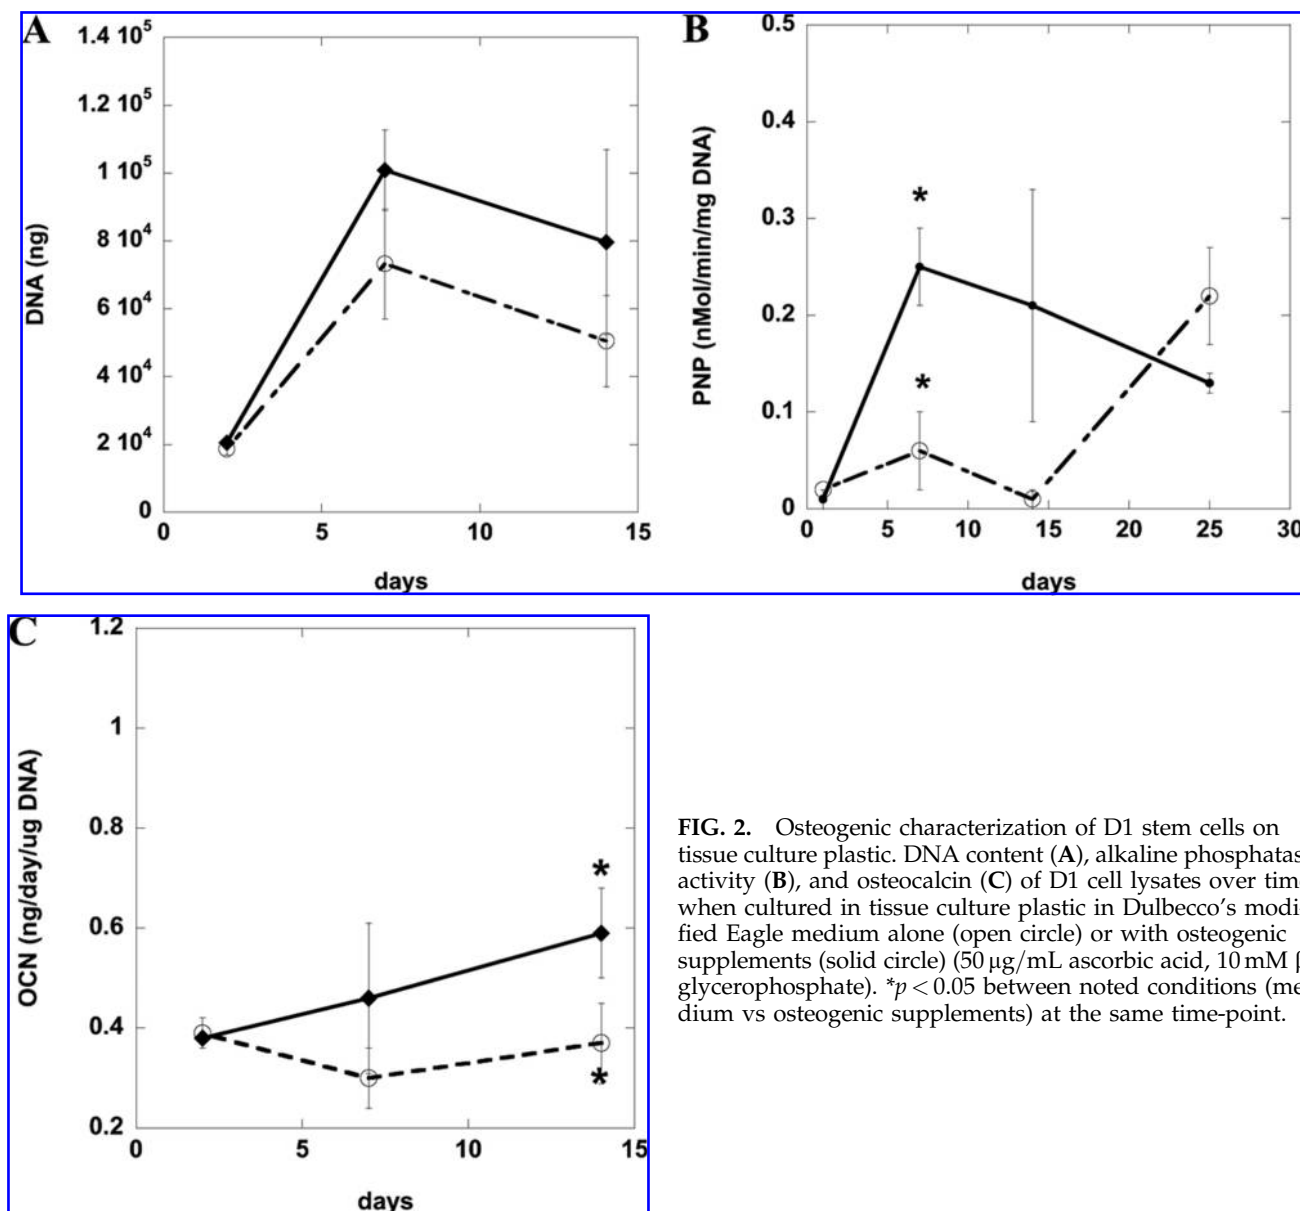 A
1.4 10^5
1.2 10^5
1 10^5
8 10^4
6 10^4
4 10^4
2 10^4
0
0 5 10 15
DNA (ng)
days
B
0.5
0.4
0.3
0.2
0.1
0
0 5 10 15 20 25 30
PNP (nMol/min/mg DNA)
days
*
*
C
1.2
1
0.8
0.6
0.4
0.2
0 5 10 15
OCN (ng/day/ug DNA)
days
*
*
FIG. 2. Osteogenic characterization of D1 stem cells on
tissue culture plastic. DNA content (A), alkaline phosphatas
activity (B), and osteocalcin (C) of D1 cell lysates over tim
when cultured in tissue culture plastic in Dulbecco's modi
fied Eagle medium alone (open circle) or with osteogenic
supplements (solid circle) (50 μg/mL ascorbic acid, 10 mM β
glycerophosphate). *p < 0.05 between noted conditions (me
dium vs osteogenic supplements) at the same time-point.